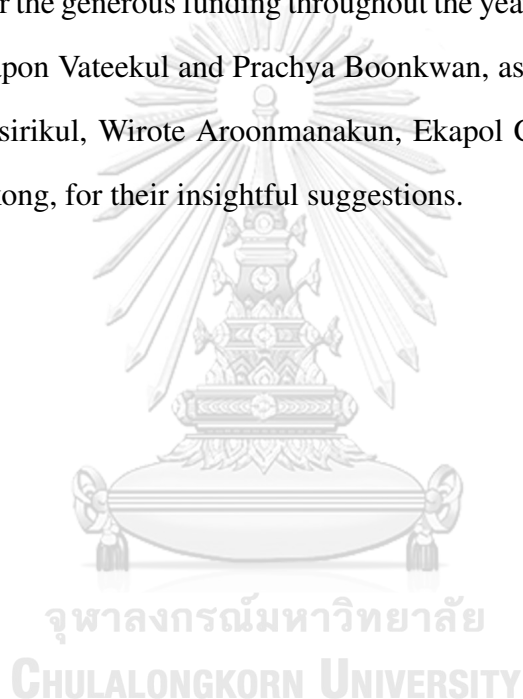 r the generous funding throughout the yea
pon Vateekul and Prachya Boonkwan, as
sirikul, Wirote Aroonmanakun, Ekapol C
kong, for their insightful suggestions.
จุฬาลงกรณ์มหาวิทยาลัย
CHULALONGKORN UNIVERSITY